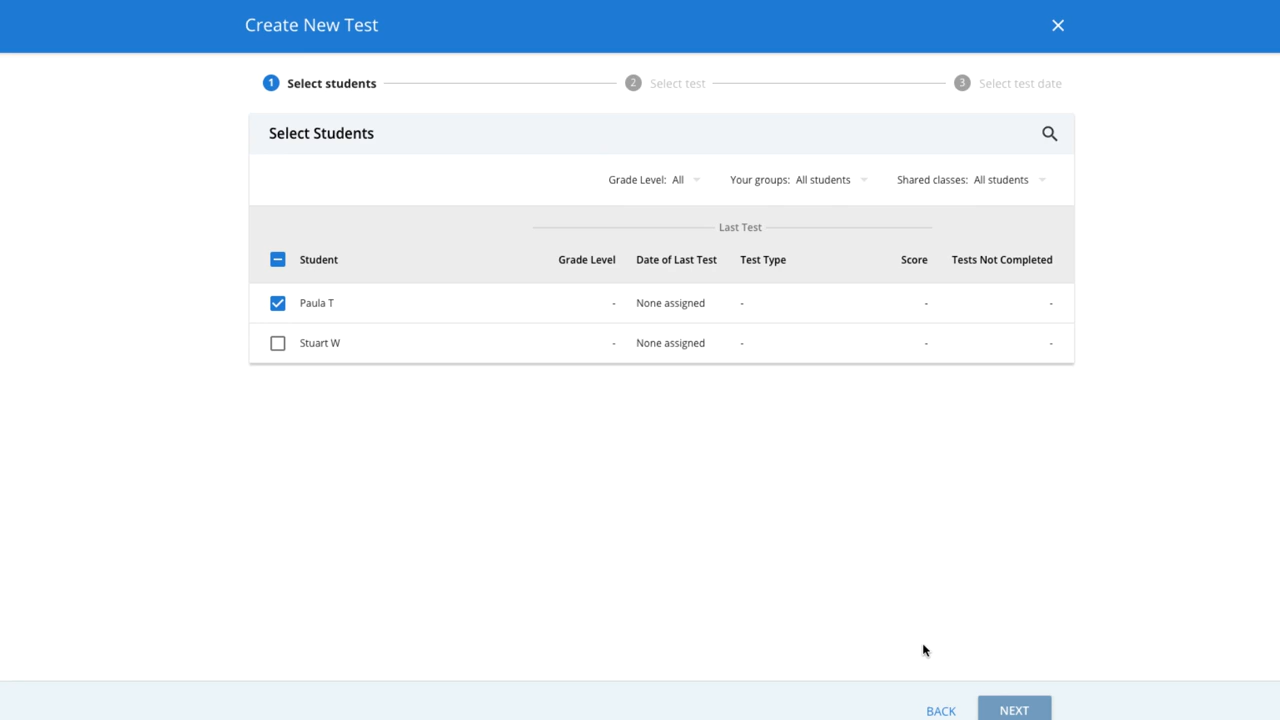 Create New Test
1 Select students 2 Select test 3 Select test date
Select Students
Grade Level: All Your groups: All students Shared classes: All students
Last Test
Student Grade Level Date of Last Test Test Type Score Tests Not Completed
Paula T - None assigned - - -
Stuart W - None assigned - - -
BACK NEXT